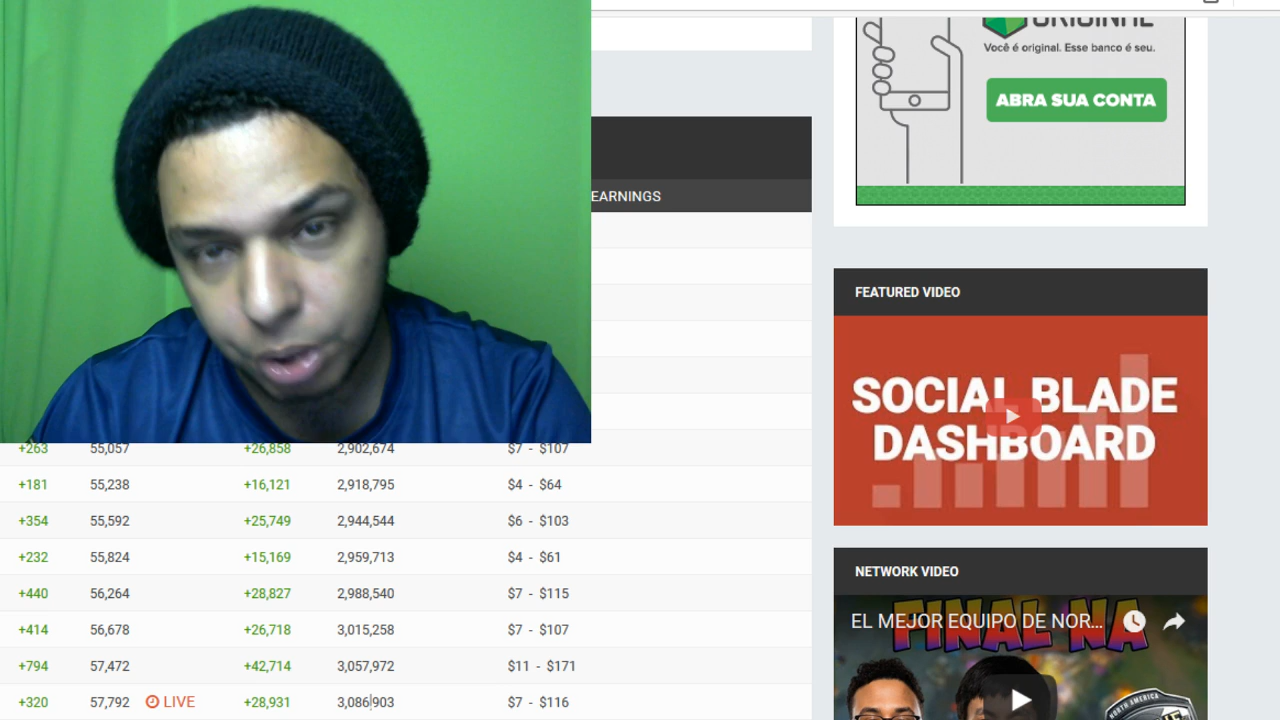 ORIGINAL
Você é original. Esse banco é seu.
ABRA SUA CONTA
EARNINGS
FEATURED VIDEO
SOCIAL BLADE
DASHBOARD
+263 55,057 +26,858 2,902,674 $7 - $107
+181 55,238 +16,121 2,918,795 $4 - $64
+354 55,592 +25,749 2,944,544 $6 - $103
+232 55,824 +15,169 2,959,713 $4 - $61
+440 56,264 +28,827 2,988,540 $7 - $115
+414 56,678 +26,718 3,015,258 $7 - $107
+794 57,472 +42,714 3,057,972 $11 - $171
+320 57,792 LIVE +28,931 3,086,903 $7 - $116
NETWORK VIDEO
EL MEJOR EQUIPO DE NOR...
FINAL NA
NORTH AMERICA